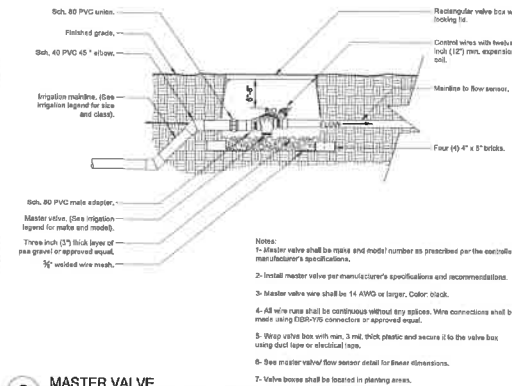 Sch. 80 PVC union.
Finished grade.
Sch. 40 PVC 45 ° elbow.
Irrigation mainline. (See
irrigation legend for size
and class).
Sch. 80 PVC male adapter.
Master valve. (See irrigation
legend for make and model).
Three inch (3") thick layer of
pea gravel or approved equal.
welded wire mesh.
Rectangular valve box w
locking lid.
Control wires with twelve
inch (12") min. expansion
coil.
Mainline to flow sensor.
Four (4) 4" x 8" bricks.
Notes:
1- Master valve shall be make and model number as prescribed per the controlle
manufacturer's specifications.
2- Install master valve per manufacturer's specifications and recommendations.
3- Master valve wire shall be 14 AWG or larger, Color: black.
4- All wire runs shall be continuous without any splices. Wire connections shall b
made using DBR-Y/6 connectors or approved equal.
5- Wrap valve box with min. 3 mil. thick plastic and secure it to the valve box
using duct tape or electrical tape.
6- See master valve/ flow sensor detail for linear dimensions.
7- Valve boxes shall be located in planting areas.
MASTER VALVE